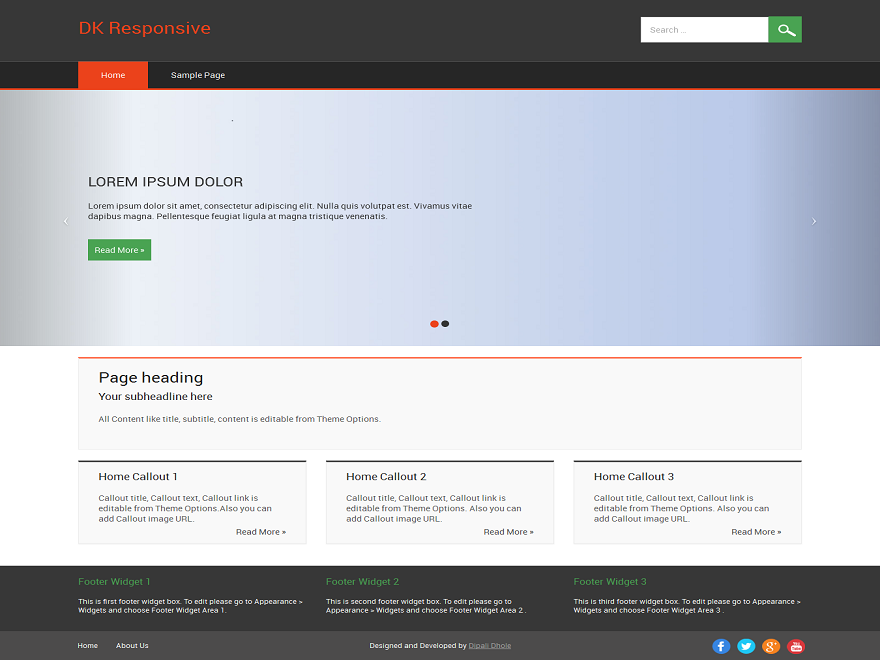 DK Responsive
Search ...
Home
Sample Page
LOREM IPSUM DOLOR
Lorem ipsum dolor sit amet, consectetur adipiscing elit. Nulla quis volutpat est. Vivamus vitae
dapibus magna. Pellentesque feugiat ligula at magna tristique venenatis.
Read More »
Page heading
Your subheadline here
All Content like title, subtitle, content is editable from Theme Options.
Home Callout 1
Callout title, Callout text, Callout link is
editable from Theme Options.Also you can
add Callout image URL.
Read More »
Home Callout 2
Callout title, Callout text, Callout link is
editable from Theme Options. Also you can
add Callout image URL.
Read More »
Home Callout 3
Callout title, Callout text, Callout link is
editable from Theme Options. Also you can
add Callout image URL.
Read More »
Footer Widget 1
This is first footer widget box. To edit please go to Appearance >
Widgets and choose Footer Widget Area 1.
Footer Widget 2
This is second footer widget box. To edit please go to
Appearance > Widgets and choose Footer Widget Area 2 .
Footer Widget 3
This is third footer widget box. To edit please go to Appearance >
Widgets and choose Footer Widget Area 3 .
Home
About Us
Designed and Developed by Dipali Dhole
f
g+
You
Tube